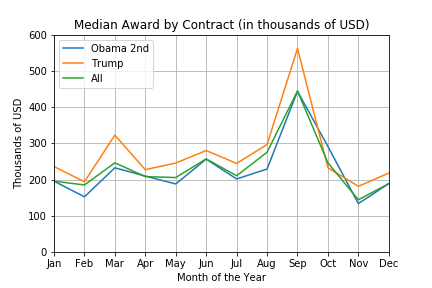 Median Award by Contract (in thousands of USD)
Thousands of USD
600
500
400
300
200
100
0
Obama 2nd
Trump
All
Jan Feb Mar Apr May Jun Jul Aug Sep Oct Nov Dec
Month of the Year